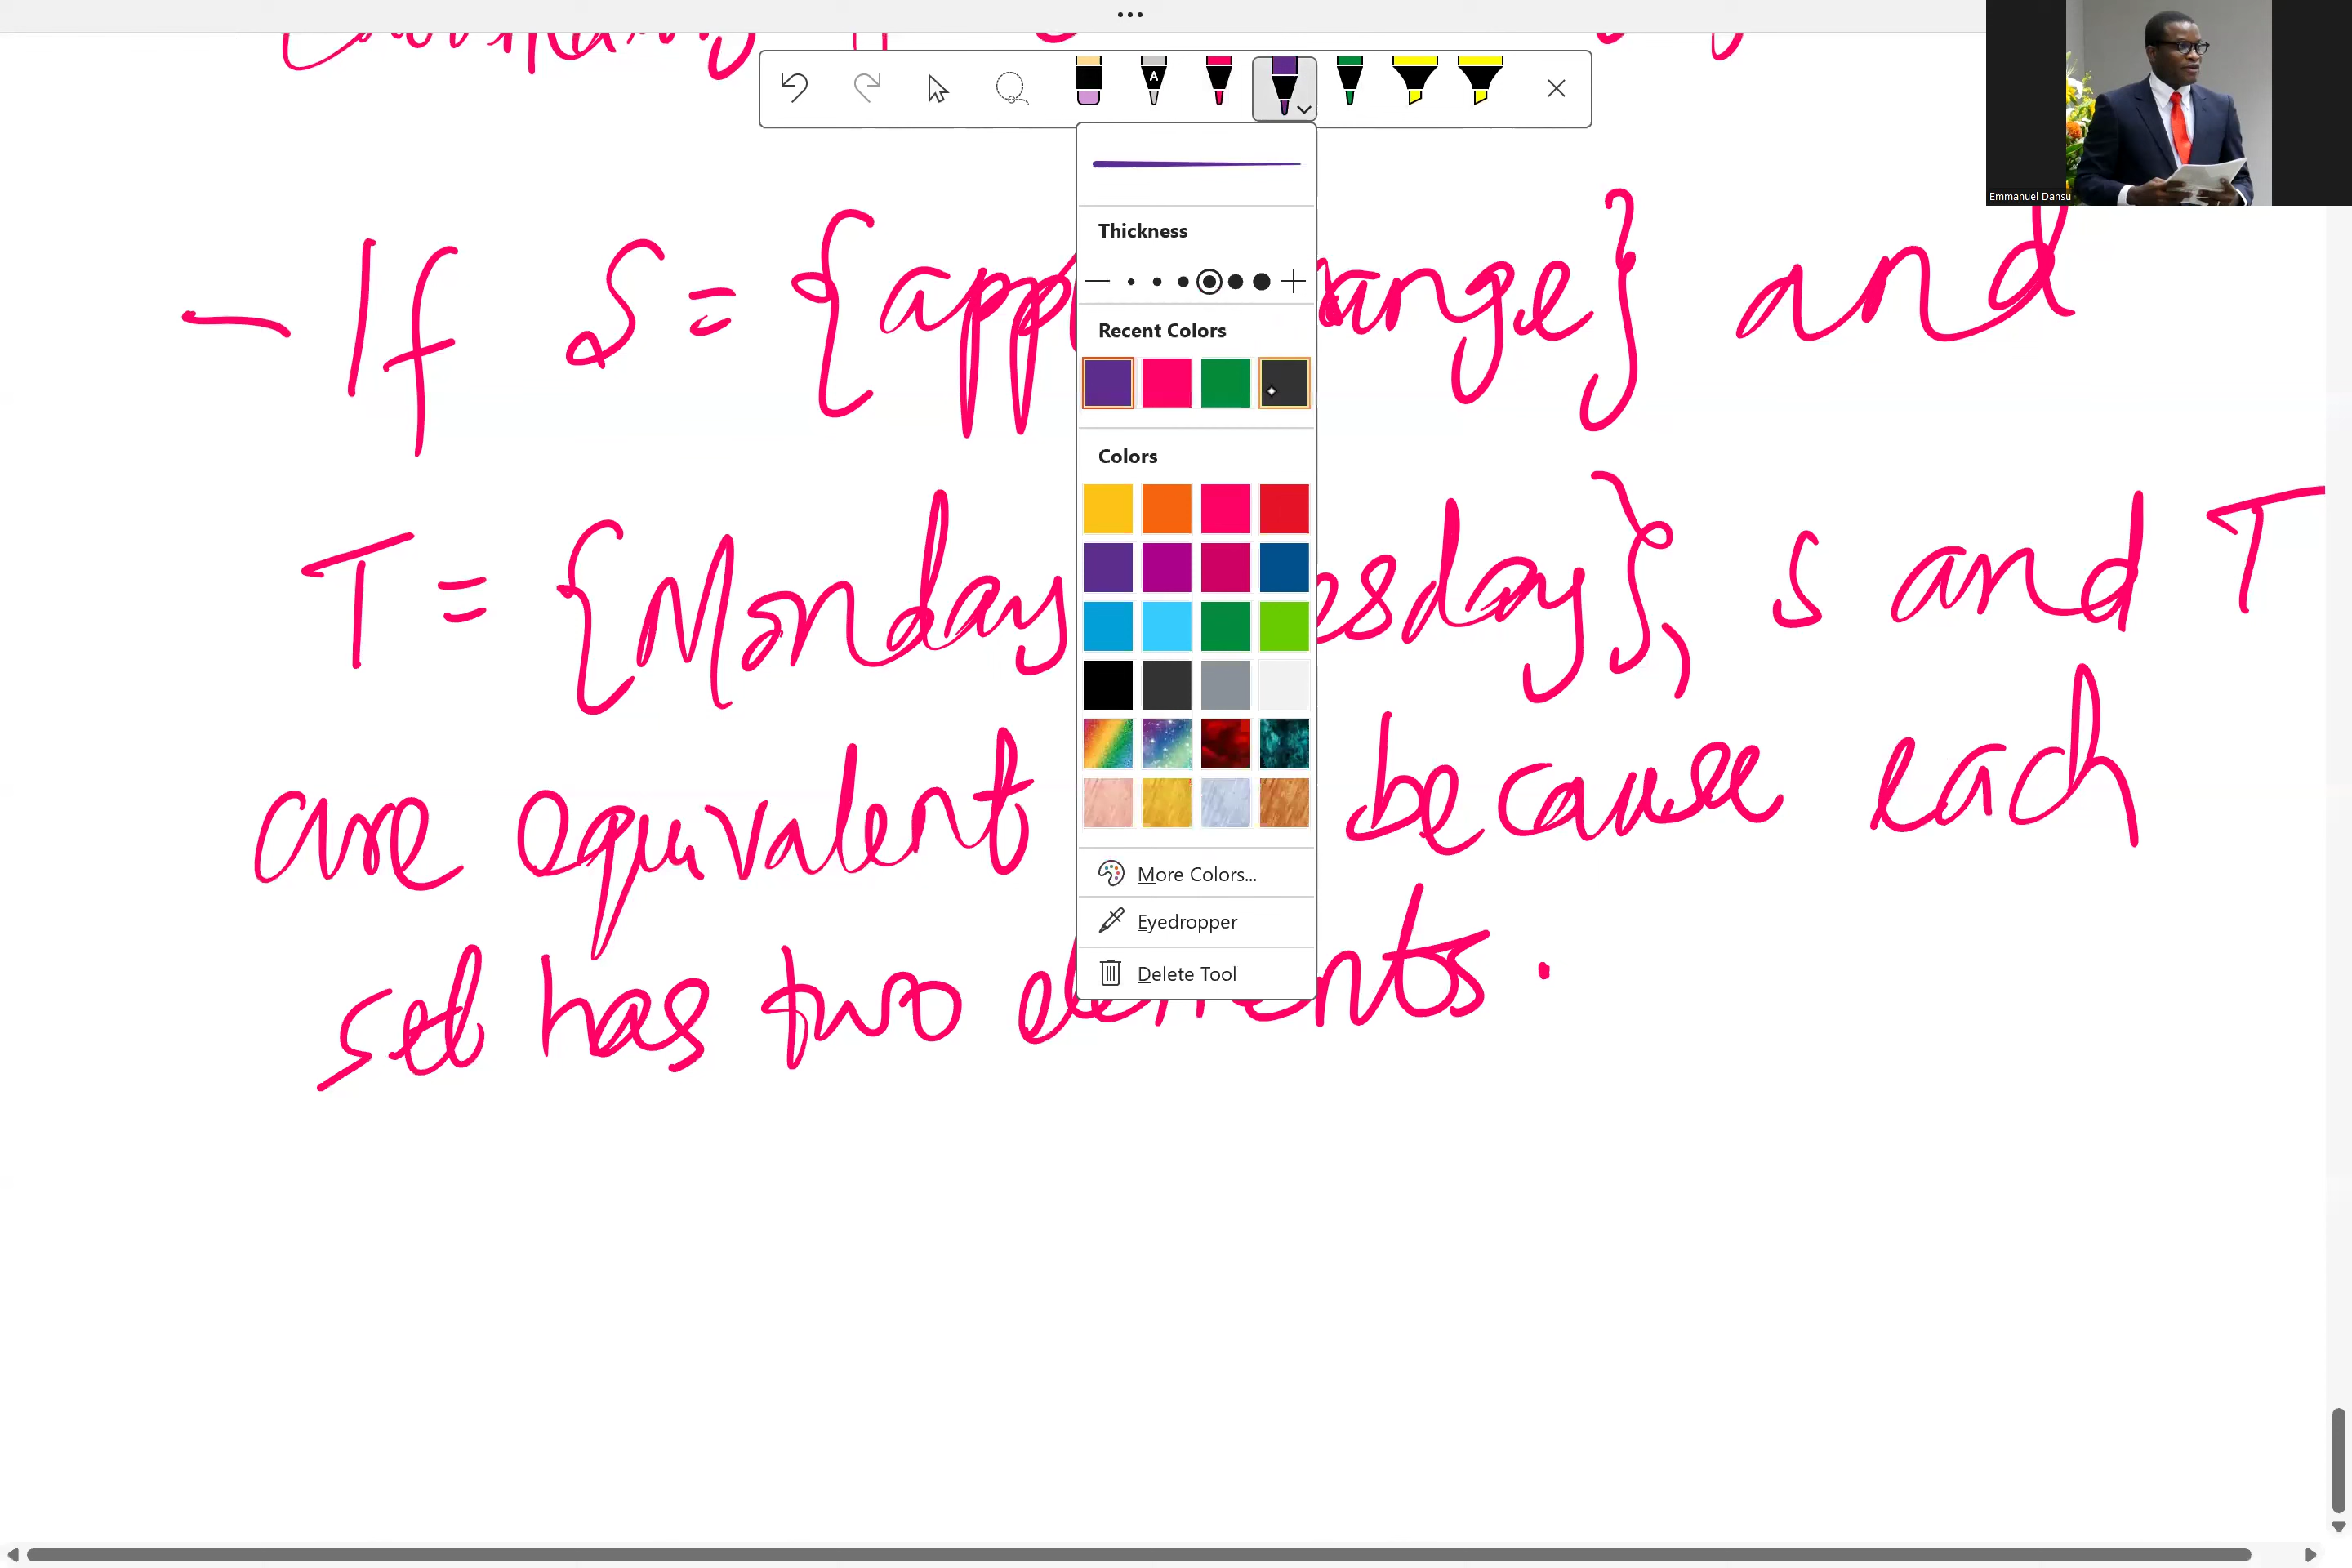 A
Emmanuel Dansu
Thickness
Recent Colors
- If S = {app ange} and
Colors
T = {Monday esday}, S and T
are equivalent because each
More Colors...
Eyedropper
set has two elements.
Delete Tool